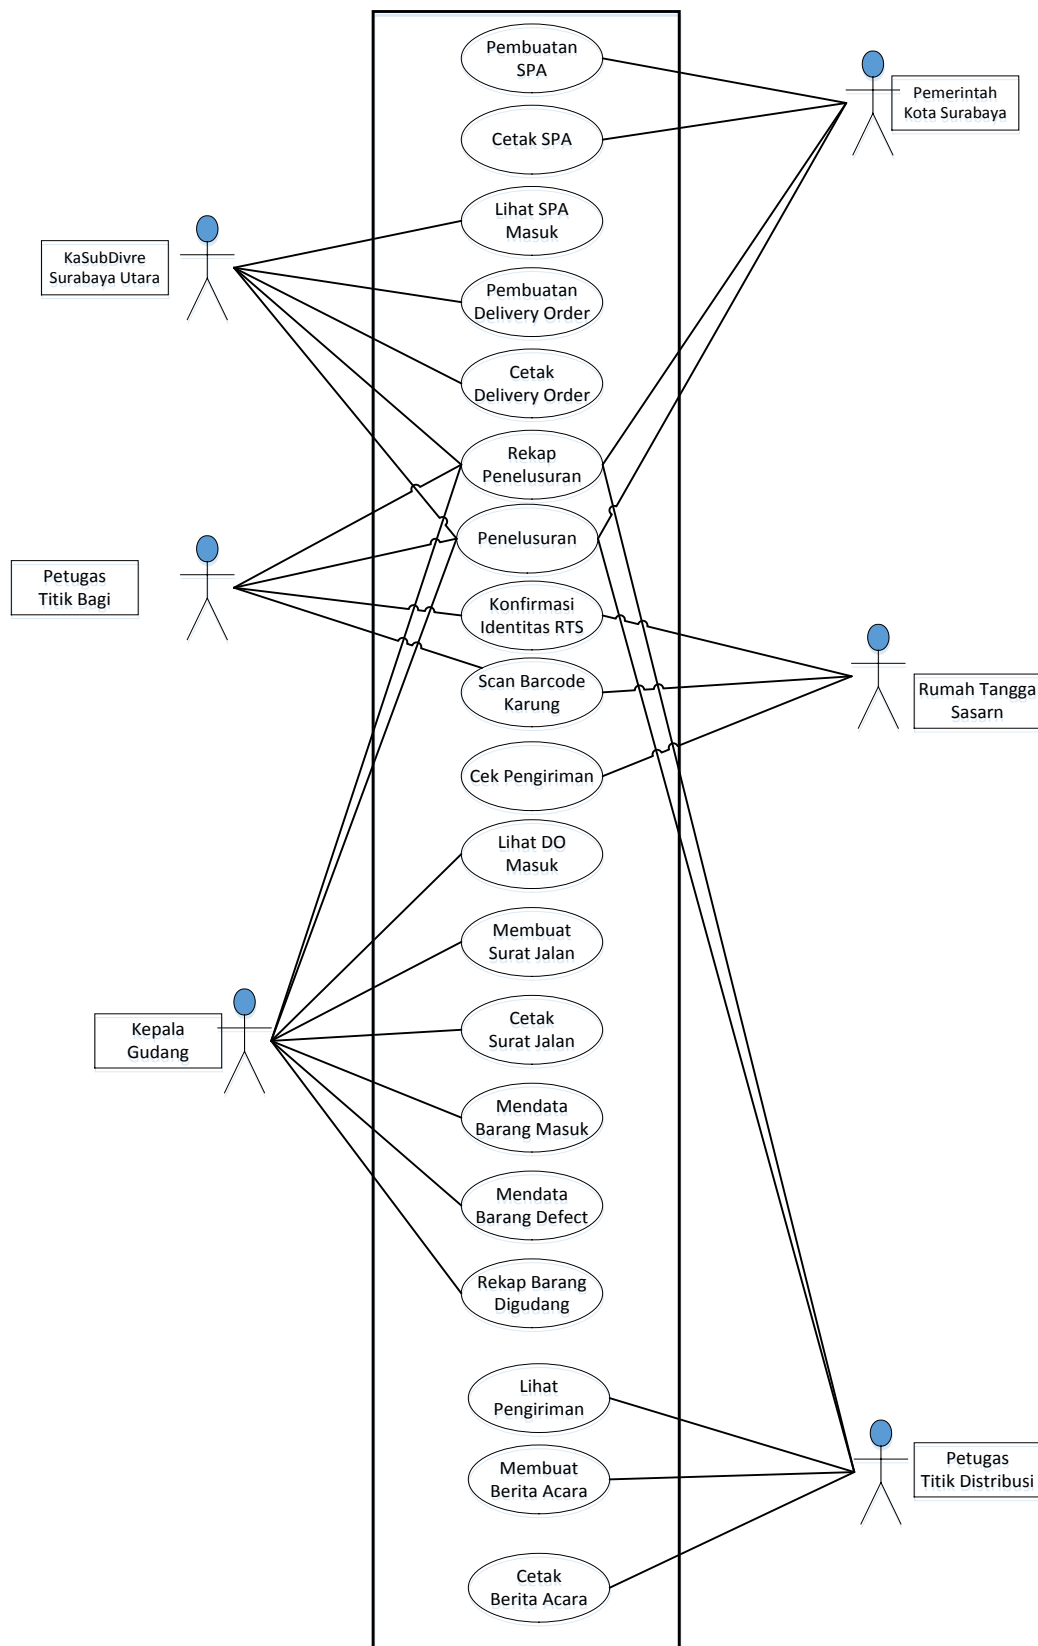 Pembuatan
SPA
Pemerintah
Kota Surabaya
Cetak SPA
Lihat SPA
Masuk
KaSubDivre
Surabaya Utara
Pembuatan
Delivery Order
Cetak
Delivery Order
Rekap
Penelusuran
Penelusuran
Petugas
Titik Bagi
Konfirmasi
Identitas RTS
Scan Barcode
Karung
Rumah Tangga
Sasarn
Cek Pengiriman
Lihat DO
Masuk
Membuat
Surat Jalan
Kepala
Gudang
Cetak
Surat Jalan
Mendata
Barang Masuk
Mendata
Barang Defect
Rekap Barang
Digudang
Lihat
Pengiriman
Membuat
Berita Acara
Petugas
Titik Distribusi
Cetak
Berita Acara